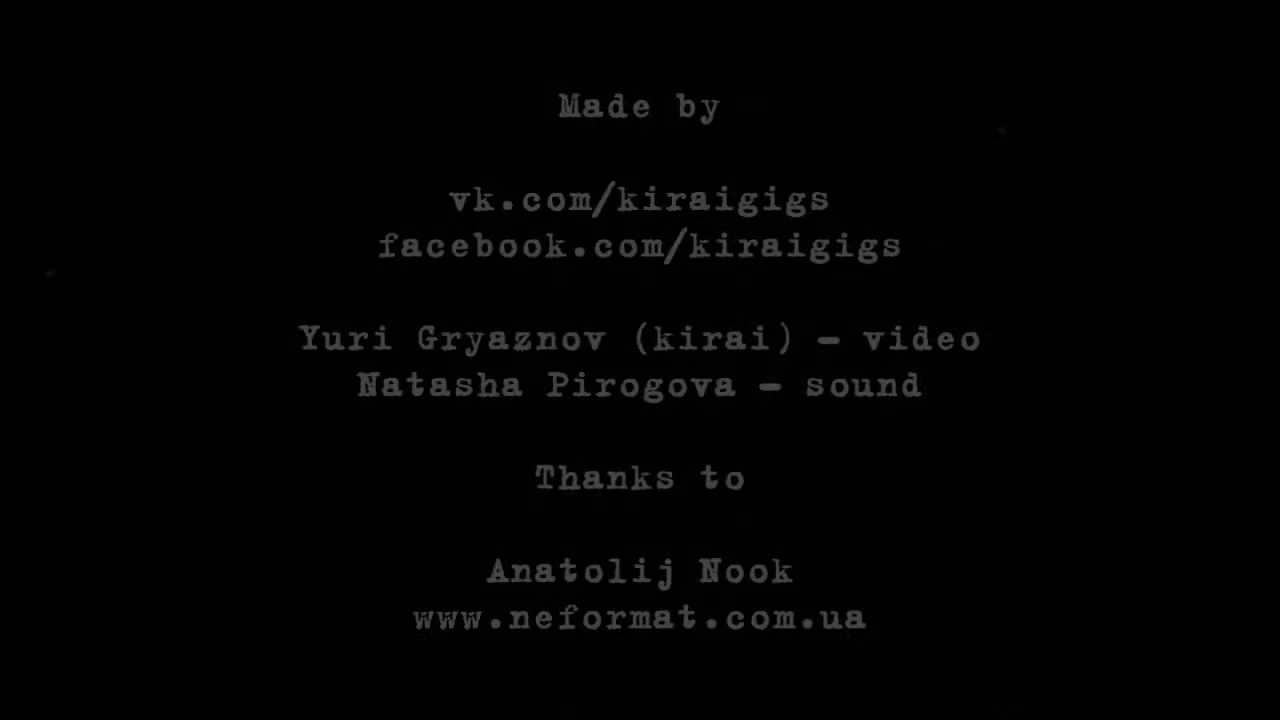 Made by
vk.com/kiraigigs
facebook.com/kiraigigs
Yuri Gryaznov (kirai) - video
Natasha Pirogova - sound
Thanks to
Anatolij Nook
www.neformat.com.ua